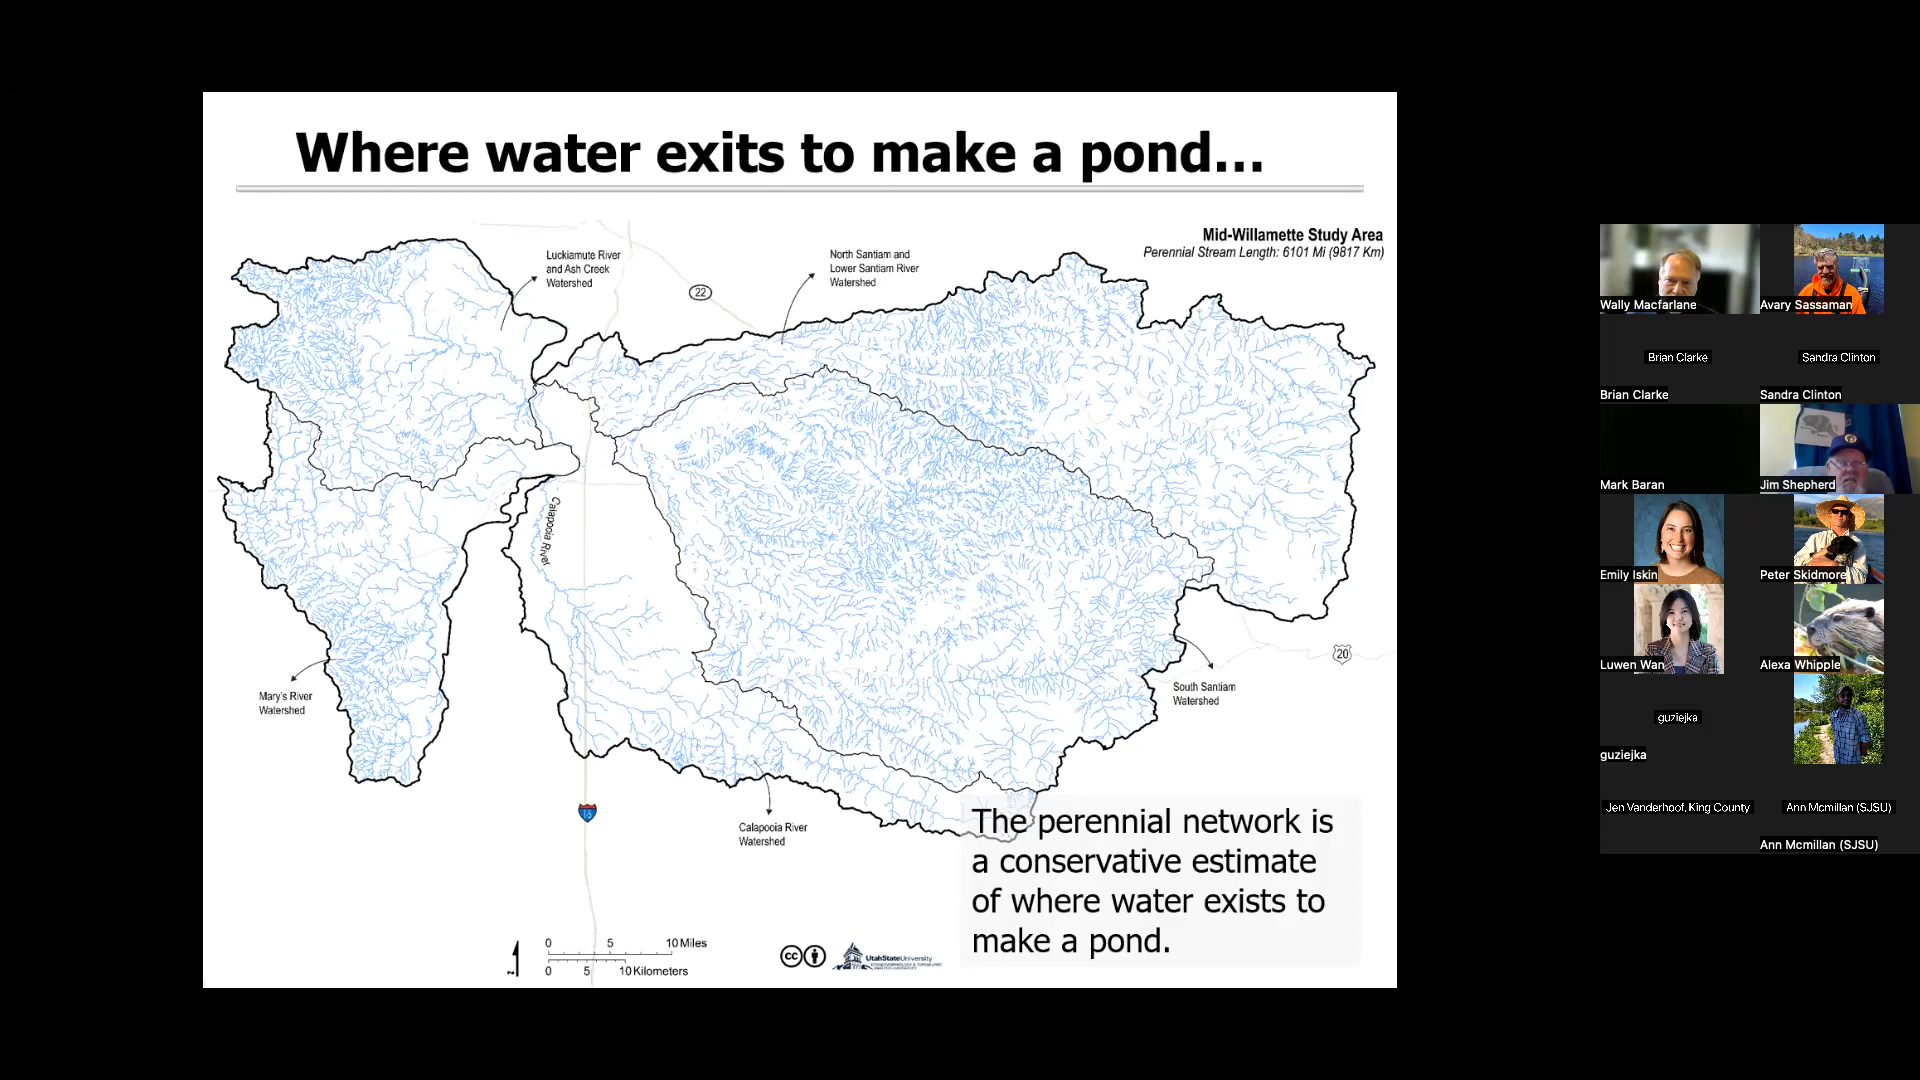 Where water exits to make a pond...
Mid-Willamette Study Area
Perennial Stream Length: 6101 Mi (9817 Km)
Luckiamute River
and Ash Creek
Watershed
North Santiam and
Lower Santiam River
Watershed
22
Calapooia River
20
Mary's River
Watershed
South Santiam
Watershed
Calapooia River
Watershed
The perennial network is
a conservative estimate
of where water exists to
make a pond.
0 5 10 Miles
0 5 10 Kilometers
N
cc
UtahStateUniversity
Wally Macfarlane
Avary Sassaman
Brian Clarke
Sandra Clinton
Brian Clarke
Sandra Clinton
Mark Baran
Jim Shepherd
Emily Iskin
Peter Skidmore
Luwen Wan
Alexa Whipple
guziejka
guziejka
Jen Vanderhoof, King County
Ann Mcmillan (SJSU)
Ann Mcmillan (SJSU)